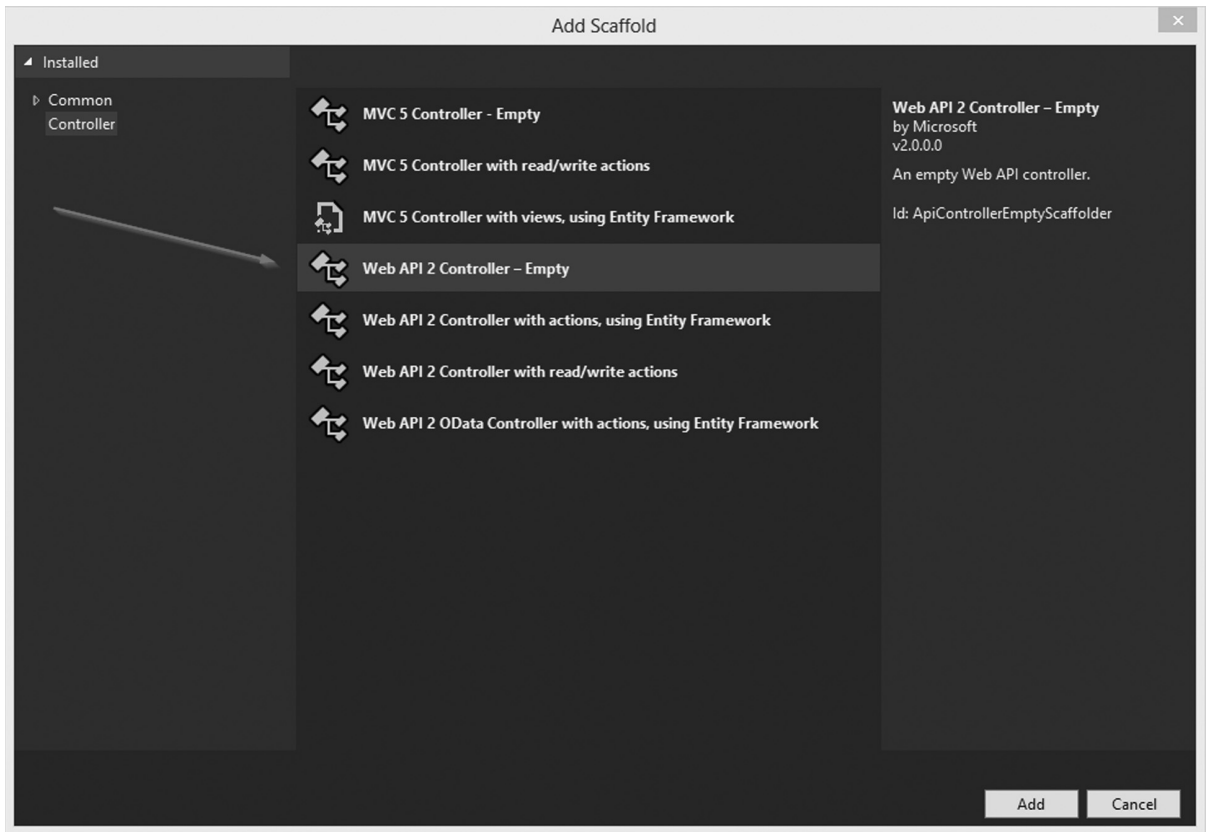 Add Scaffold
Installed
Common
Controller
MVC 5 Controller - Empty
MVC 5 Controller with read/write actions
MVC 5 Controller with views, using Entity Framework
Web API 2 Controller – Empty
Web API 2 Controller with actions, using Entity Framework
Web API 2 Controller with read/write actions
Web API 2 OData Controller with actions, using Entity Framework
Web API 2 Controller – Empty
by Microsoft
v2.0.0.0
An empty Web API controller.
Id: ApiControllerEmptyScaffolder
Add
Cancel